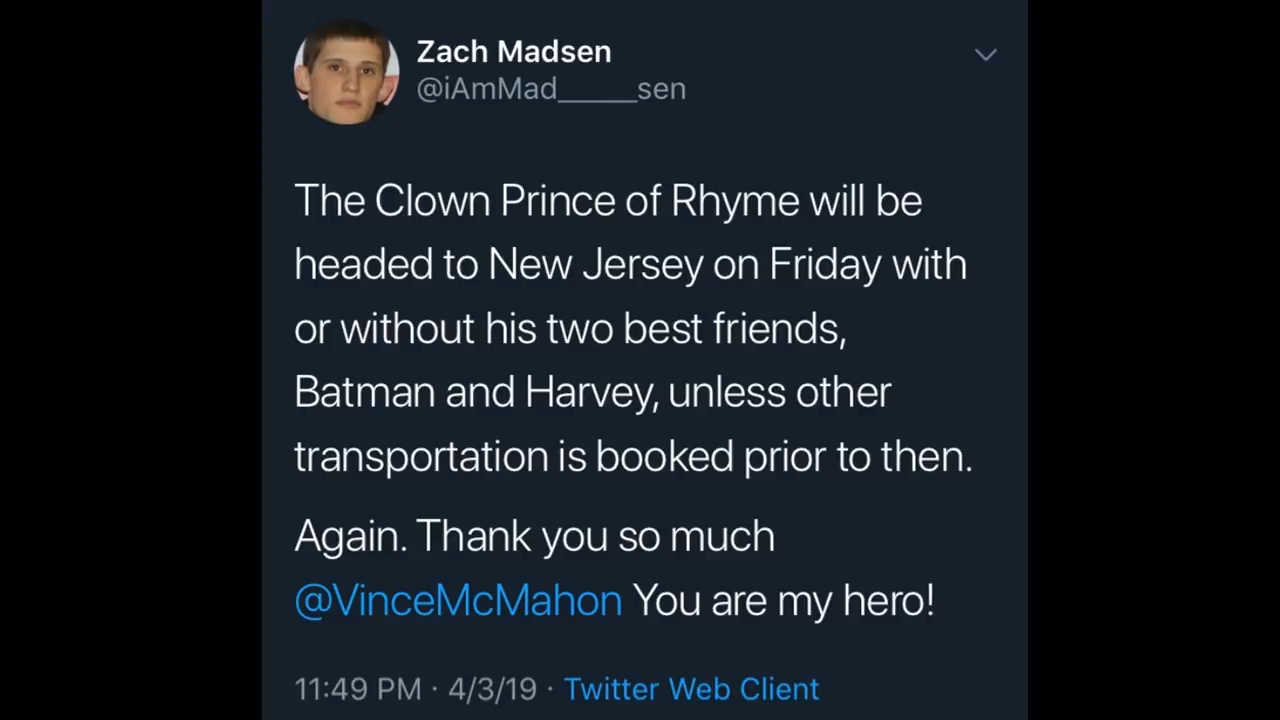 Zach Madsen
@iAmMad_____sen
The Clown Prince of Rhyme will be
headed to New Jersey on Friday with
or without his two best friends,
Batman and Harvey, unless other
transportation is booked prior to then.
Again. Thank you so much
@VinceMcMahon You are my hero!
11:49 PM · 4/3/19 · Twitter Web Client